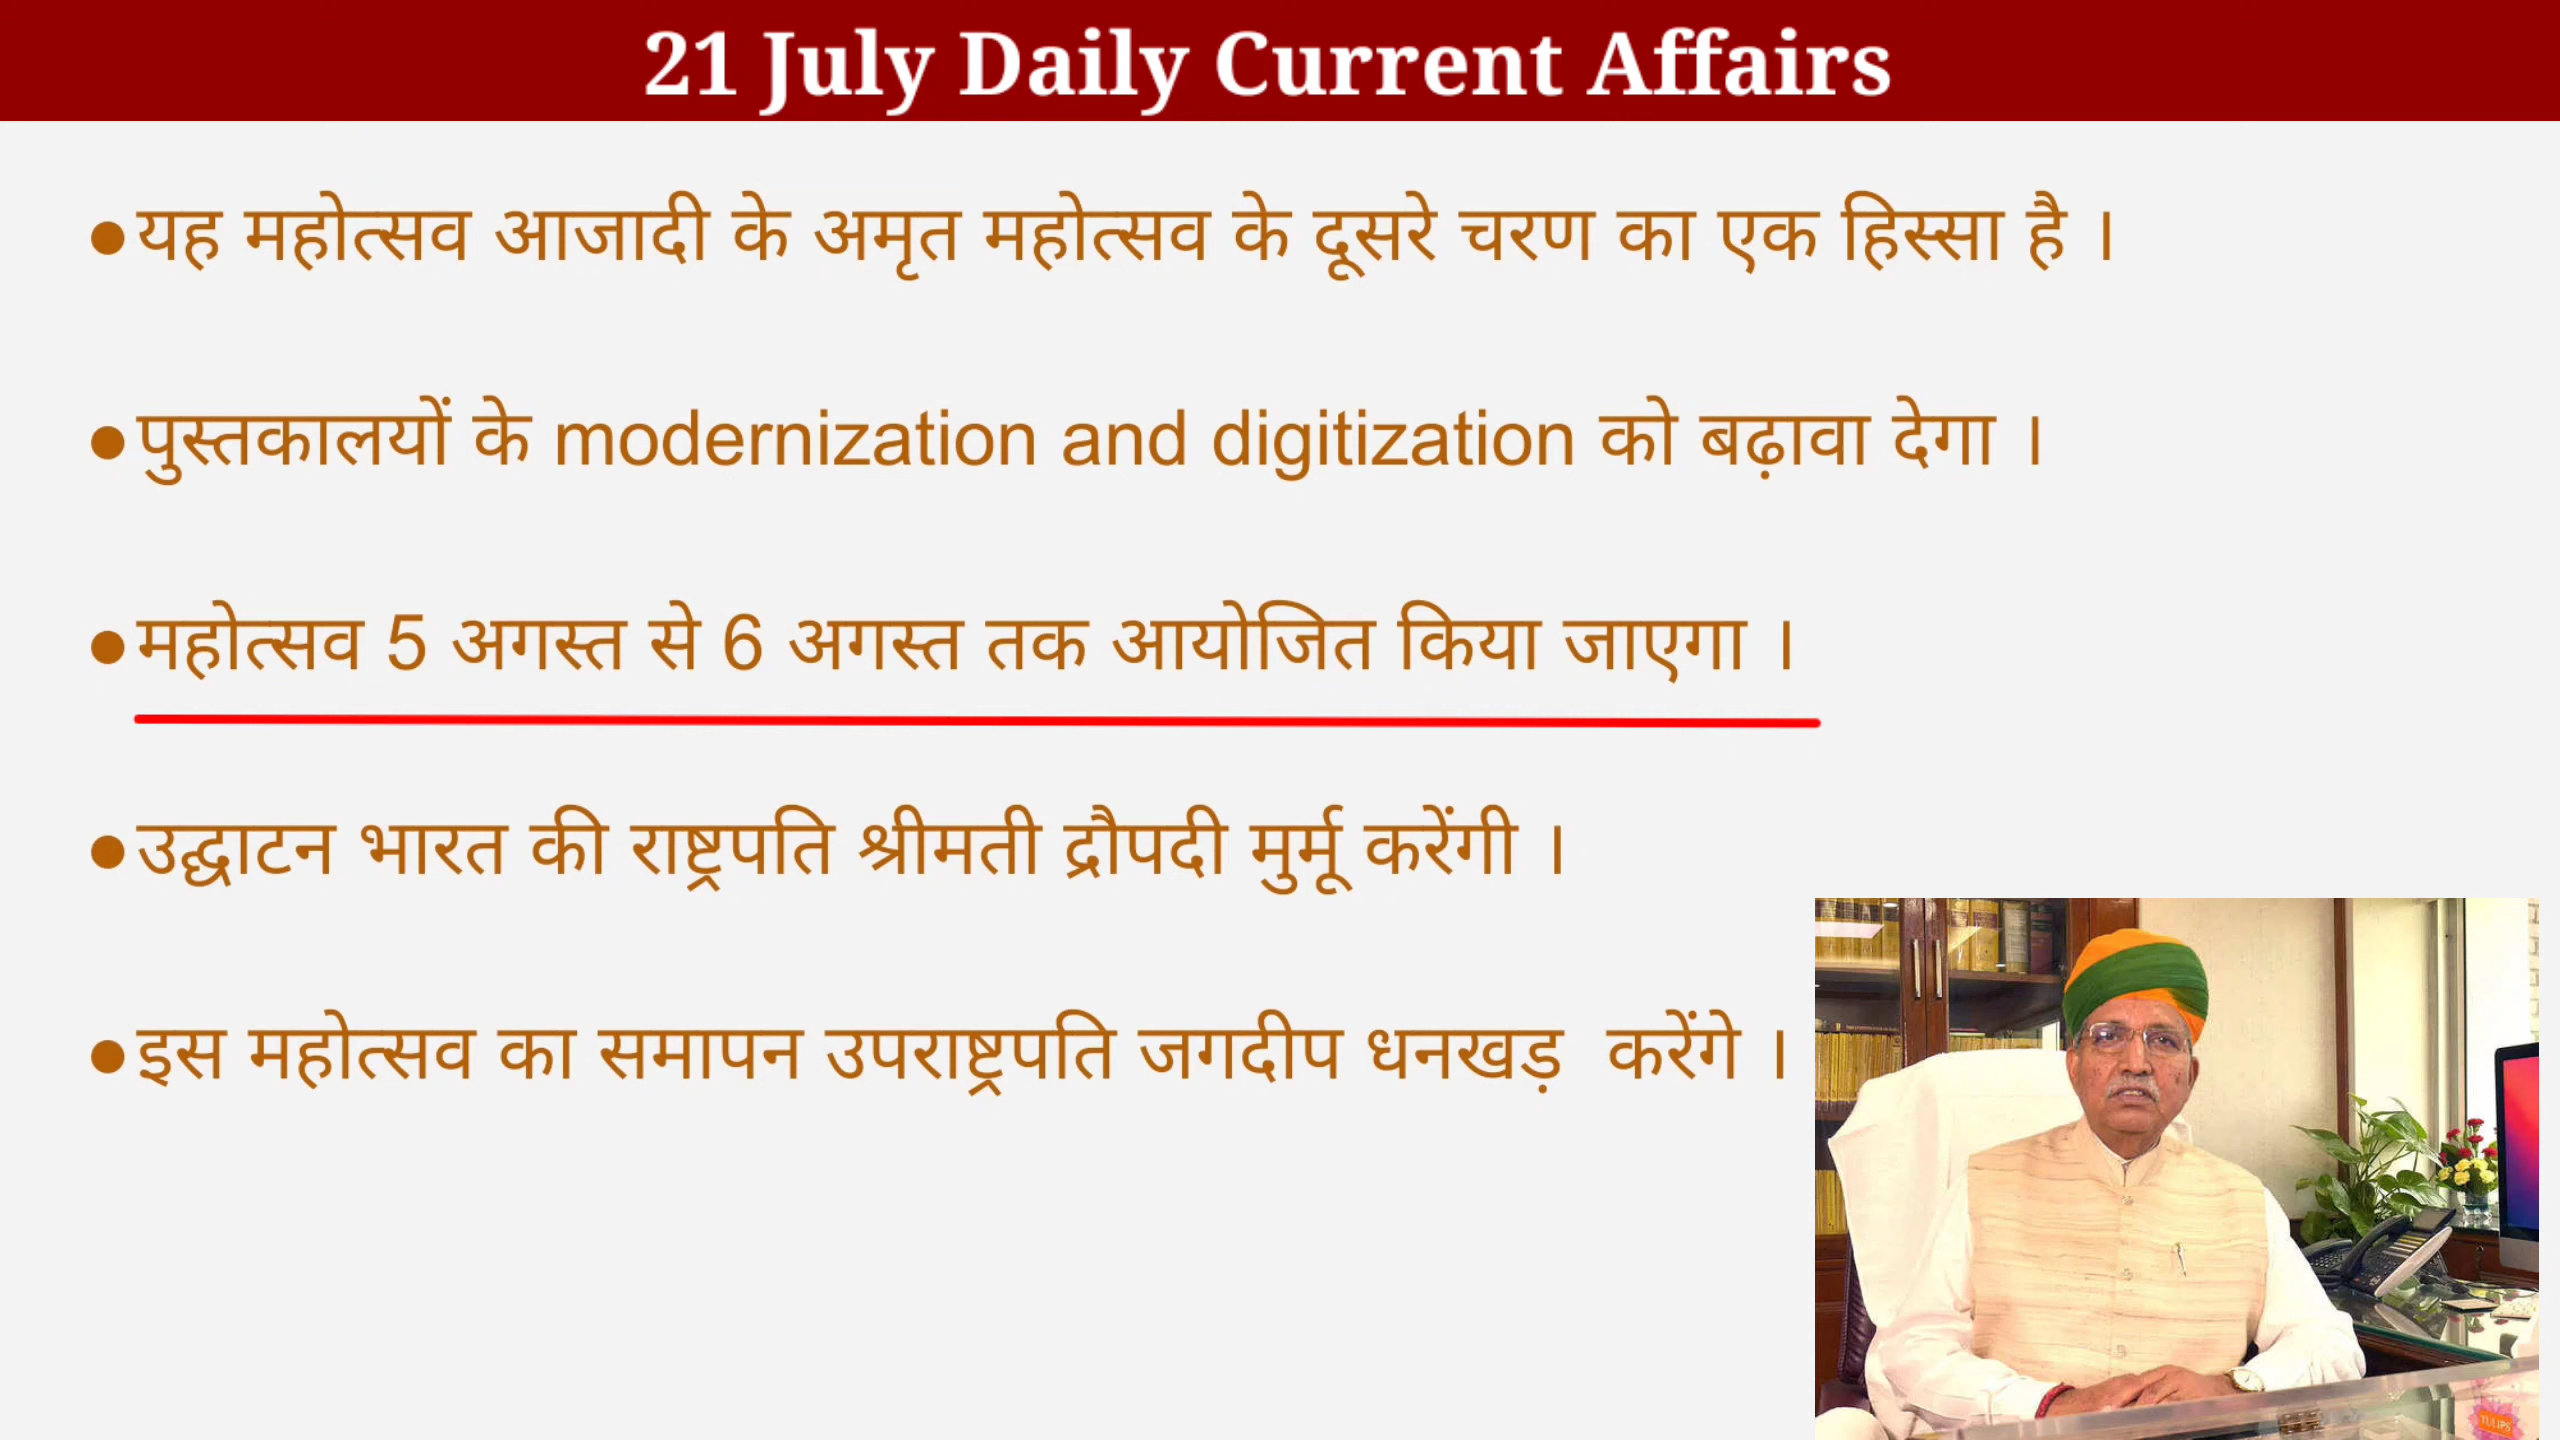 21 July Daily Current Affairs
●यह महोत्सव आजादी के अमृत महोत्सव के दूसरे चरण का एक हिस्सा है ।
●पुस्तकालयों के modernization and digitization को बढ़ावा देगा ।
●महोत्सव 5 अगस्त से 6 अगस्त तक आयोजित किया जाएगा ।
●उद्घाटन भारत की राष्ट्रपति श्रीमती द्रौपदी मुर्मू करेंगी ।
●इस महोत्सव का समापन उपराष्ट्रपति जगदीप धनखड़ करेंगे ।
TULIPS